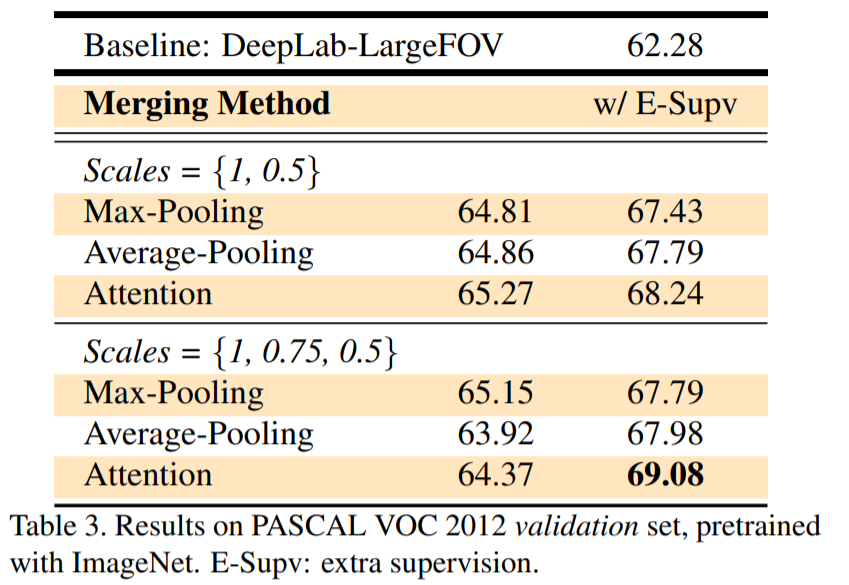 Baseline: DeepLab-LargeFOV 62.28
Merging Method w/ E-Supv
Scales = {1, 0.5}
Max-Pooling 64.81 67.43
Average-Pooling 64.86 67.79
Attention 65.27 68.24
Scales = {1, 0.75, 0.5}
Max-Pooling 65.15 67.79
Average-Pooling 63.92 67.98
Attention 64.37 69.08
Table 3. Results on PASCAL VOC 2012 validation set, pretrained
with ImageNet. E-Supv: extra supervision.